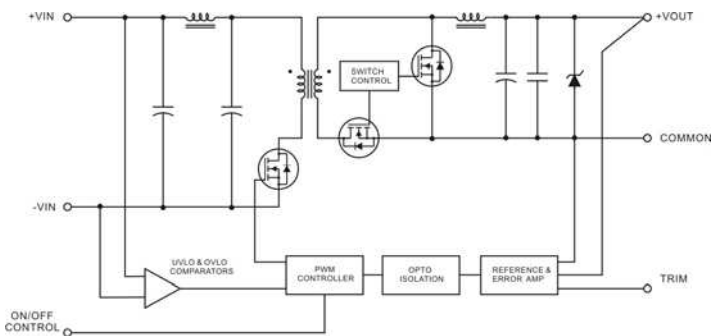 +VIN
+VOUT
SWITCH
CONTROL
COMMON
-VIN
UVLO & OVLO
COMPARATORS
PWM
CONTROLLER
OPTO
ISOLATION
REFERENCE &
ERROR AMP
TRIM
ON/OFF
CONTROL